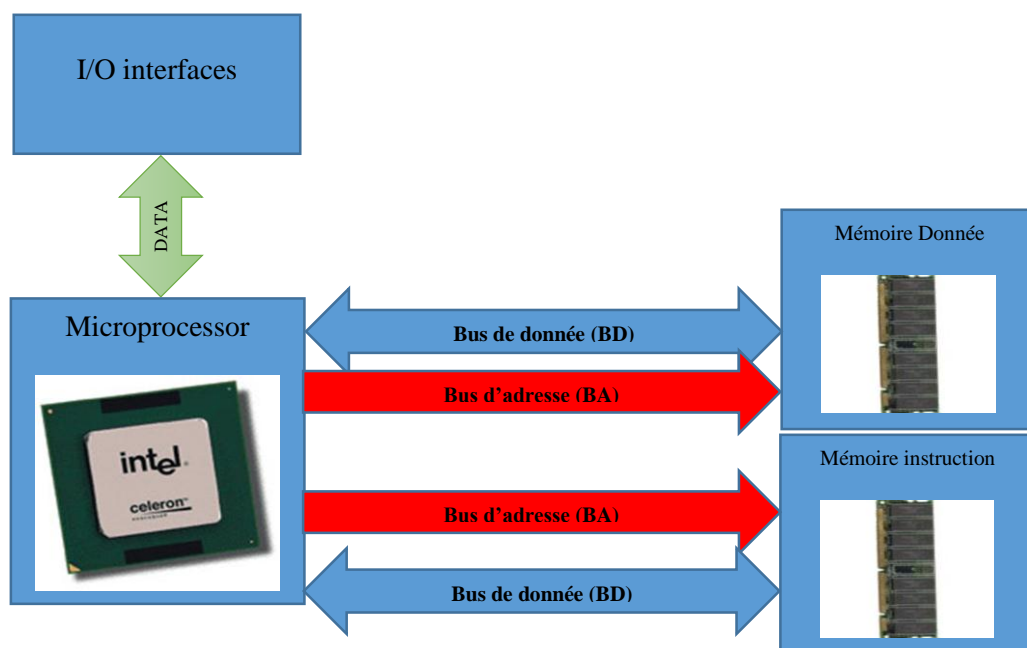 I/O interfaces
DATA
Mémoire Donnée
Microprocessor
Bus de donnée (BD)
Bus d'adresse (BA)
intel
celeron™
Mémoire instruction
Bus d'adresse (BA)
Bus de donnée (BD)